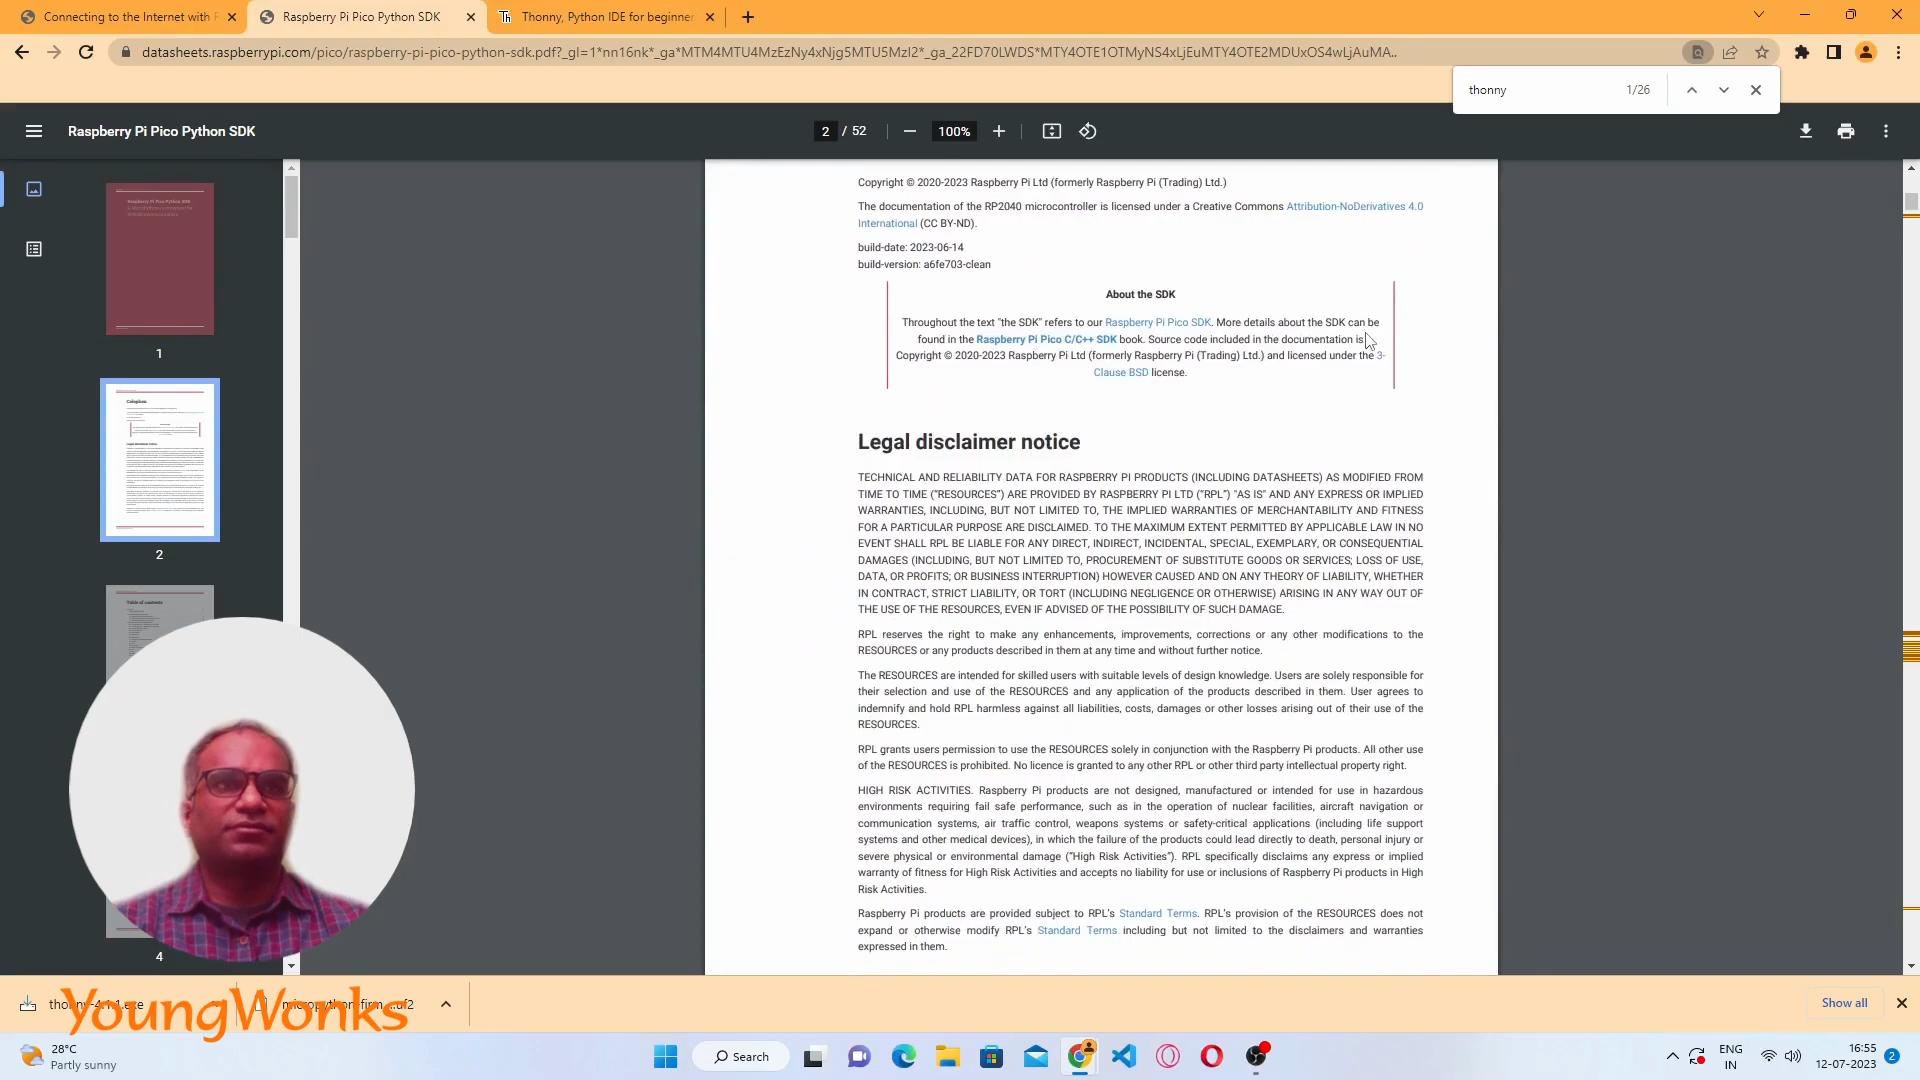 Connecting to the Internet with R
Raspberry Pi Pico Python SDK
Th Thonny, Python IDE for beginner
datasheets.raspberrypi.com/pico/raspberry-pi-pico-python-sdk.pdf?_gl=1*nn16nk*_ga*MTM4MTU4MzEzNy4xNjg5MTU5MzI2*_ga_22FD70LWDS*MTY4OTE1OTMyNS4xLjEuMTY4OTE2MDUxOS4wLjAuMA..
thonny 1/26
Raspberry Pi Pico Python SDK
2 / 52
100%
1
2
4
Copyright © 2020-2023 Raspberry Pi Ltd (formerly Raspberry Pi (Trading) Ltd.)
The documentation of the RP2040 microcontroller is licensed under a Creative Commons Attribution-NoDerivatives 4.0
International (CC BY-ND).
build-date: 2023-06-14
build-version: a6fe703-clean
About the SDK
Throughout the text "the SDK" refers to our Raspberry Pi Pico SDK. More details about the SDK can be
found in the Raspberry Pi Pico C/C++ SDK book. Source code included in the documentation is
Copyright © 2020-2023 Raspberry Pi Ltd (formerly Raspberry Pi (Trading) Ltd.) and licensed under the 3-
Clause BSD license.
Legal disclaimer notice
TECHNICAL AND RELIABILITY DATA FOR RASPBERRY PI PRODUCTS (INCLUDING DATASHEETS) AS MODIFIED FROM
TIME TO TIME ("RESOURCES") ARE PROVIDED BY RASPBERRY PI LTD ("RPL") "AS IS" AND ANY EXPRESS OR IMPLIED
WARRANTIES, INCLUDING, BUT NOT LIMITED TO, THE IMPLIED WARRANTIES OF MERCHANTABILITY AND FITNESS
FOR A PARTICULAR PURPOSE ARE DISCLAIMED. TO THE MAXIMUM EXTENT PERMITTED BY APPLICABLE LAW IN NO
EVENT SHALL RPL BE LIABLE FOR ANY DIRECT, INDIRECT, INCIDENTAL, SPECIAL, EXEMPLARY, OR CONSEQUENTIAL
DAMAGES (INCLUDING, BUT NOT LIMITED TO, PROCUREMENT OF SUBSTITUTE GOODS OR SERVICES; LOSS OF USE,
DATA, OR PROFITS; OR BUSINESS INTERRUPTION) HOWEVER CAUSED AND ON ANY THEORY OF LIABILITY, WHETHER
IN CONTRACT, STRICT LIABILITY, OR TORT (INCLUDING NEGLIGENCE OR OTHERWISE) ARISING IN ANY WAY OUT OF
THE USE OF THE RESOURCES, EVEN IF ADVISED OF THE POSSIBILITY OF SUCH DAMAGE.
RPL reserves the right to make any enhancements, improvements, corrections or any other modifications to the
RESOURCES or any products described in them at any time and without further notice.
The RESOURCES are intended for skilled users with suitable levels of design knowledge. Users are solely responsible for
their selection and use of the RESOURCES and any application of the products described in them. User agrees to
indemnify and hold RPL harmless against all liabilities, costs, damages or other losses arising out of their use of the
RESOURCES.
RPL grants users permission to use the RESOURCES solely in conjunction with the Raspberry Pi products. All other use
of the RESOURCES is prohibited. No licence is granted to any other RPL or other third party intellectual property right.
HIGH RISK ACTIVITIES. Raspberry Pi products are not designed, manufactured or intended for use in hazardous
environments requiring fail safe performance, such as in the operation of nuclear facilities, aircraft navigation or
communication systems, air traffic control, weapons systems or safety-critical applications (including life support
systems and other medical devices), in which the failure of the products could lead directly to death, personal injury or
severe physical or environmental damage ("High Risk Activities"). RPL specifically disclaims any express or implied
warranty of fitness for High Risk Activities and accepts no liability for use or inclusions of Raspberry Pi products in High
Risk Activities.
Raspberry Pi products are provided subject to RPL's Standard Terms. RPL's provision of the RESOURCES does not
expand or otherwise modify RPL's Standard Terms including but not limited to the disclaimers and warranties
expressed in them.
thonny-4.1.1.exe
micropython-firm....uf2
Show all
YoungWonks
28°C
Partly sunny
Search
ENG
IN
16:55
12-07-2023
2